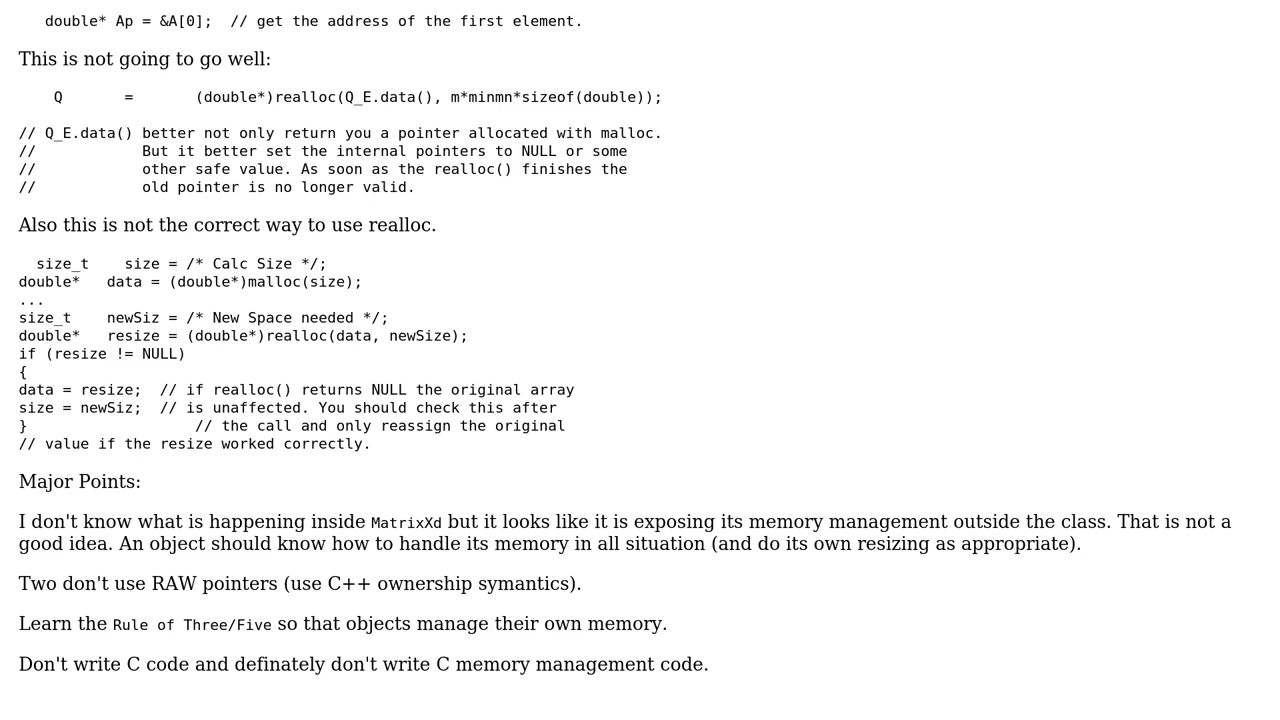 double* Ap = &A[0];  // get the address of the first element.
This is not going to go well:
Q       =       (double*)realloc(Q_E.data(), m*minmn*sizeof(double));
// Q_E.data() better not only return you a pointer allocated with malloc.
//            But it better set the internal pointers to NULL or some
//            other safe value. As soon as the realloc() finishes the
//            old pointer is no longer valid.
Also this is not the correct way to use realloc.
size_t    size = /* Calc Size */;
double*   data = (double*)malloc(size);
...
size_t    newSiz = /* New Space needed */;
double*   resize = (double*)realloc(data, newSize);
if (resize != NULL)
{
data = resize;  // if realloc() returns NULL the original array
size = newSiz;  // is unaffected. You should check this after
}                   // the call and only reassign the original
// value if the resize worked correctly.
Major Points:
I don't know what is happening inside MatrixXd but it looks like it is exposing its memory management outside the class. That is not a
good idea. An object should know how to handle its memory in all situation (and do its own resizing as appropriate).
Two don't use RAW pointers (use C++ ownership symantics).
Learn the Rule of Three/Five so that objects manage their own memory.
Don't write C code and definately don't write C memory management code.